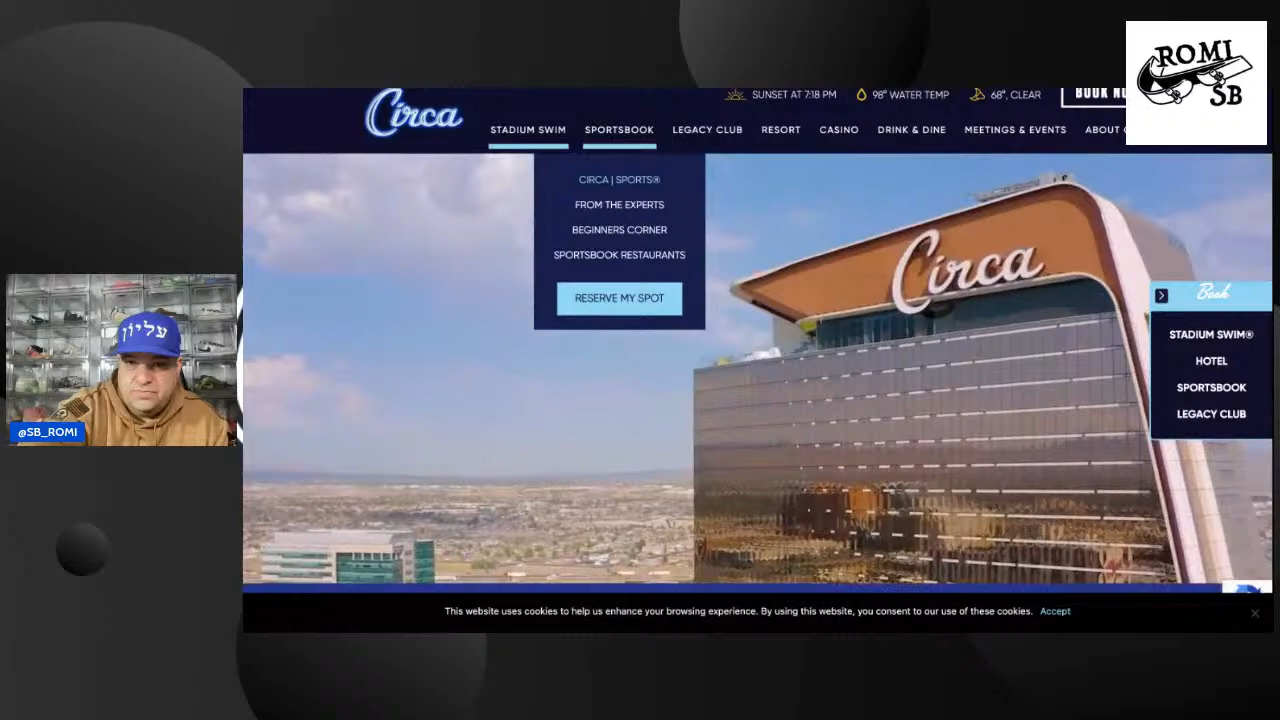 ROMI
SB
SUNSET AT 7:18 PM
98° WATER TEMP
68°, CLEAR
BOOK
Circa
STADIUM SWIM
SPORTSBOOK
LEGACY CLUB
RESORT
CASINO
DRINK & DINE
MEETINGS & EVENTS
ABOUT
CIRCA | SPORTS®
FROM THE EXPERTS
BEGINNERS CORNER
SPORTSBOOK RESTAURANTS
RESERVE MY SPOT
Circa
Book
STADIUM SWIM®
HOTEL
SPORTSBOOK
LEGACY CLUB
עליון
@SB_ROMI
This website uses cookies to help us enhance your browsing experience. By using this website, you consent to our use of these cookies. Accept